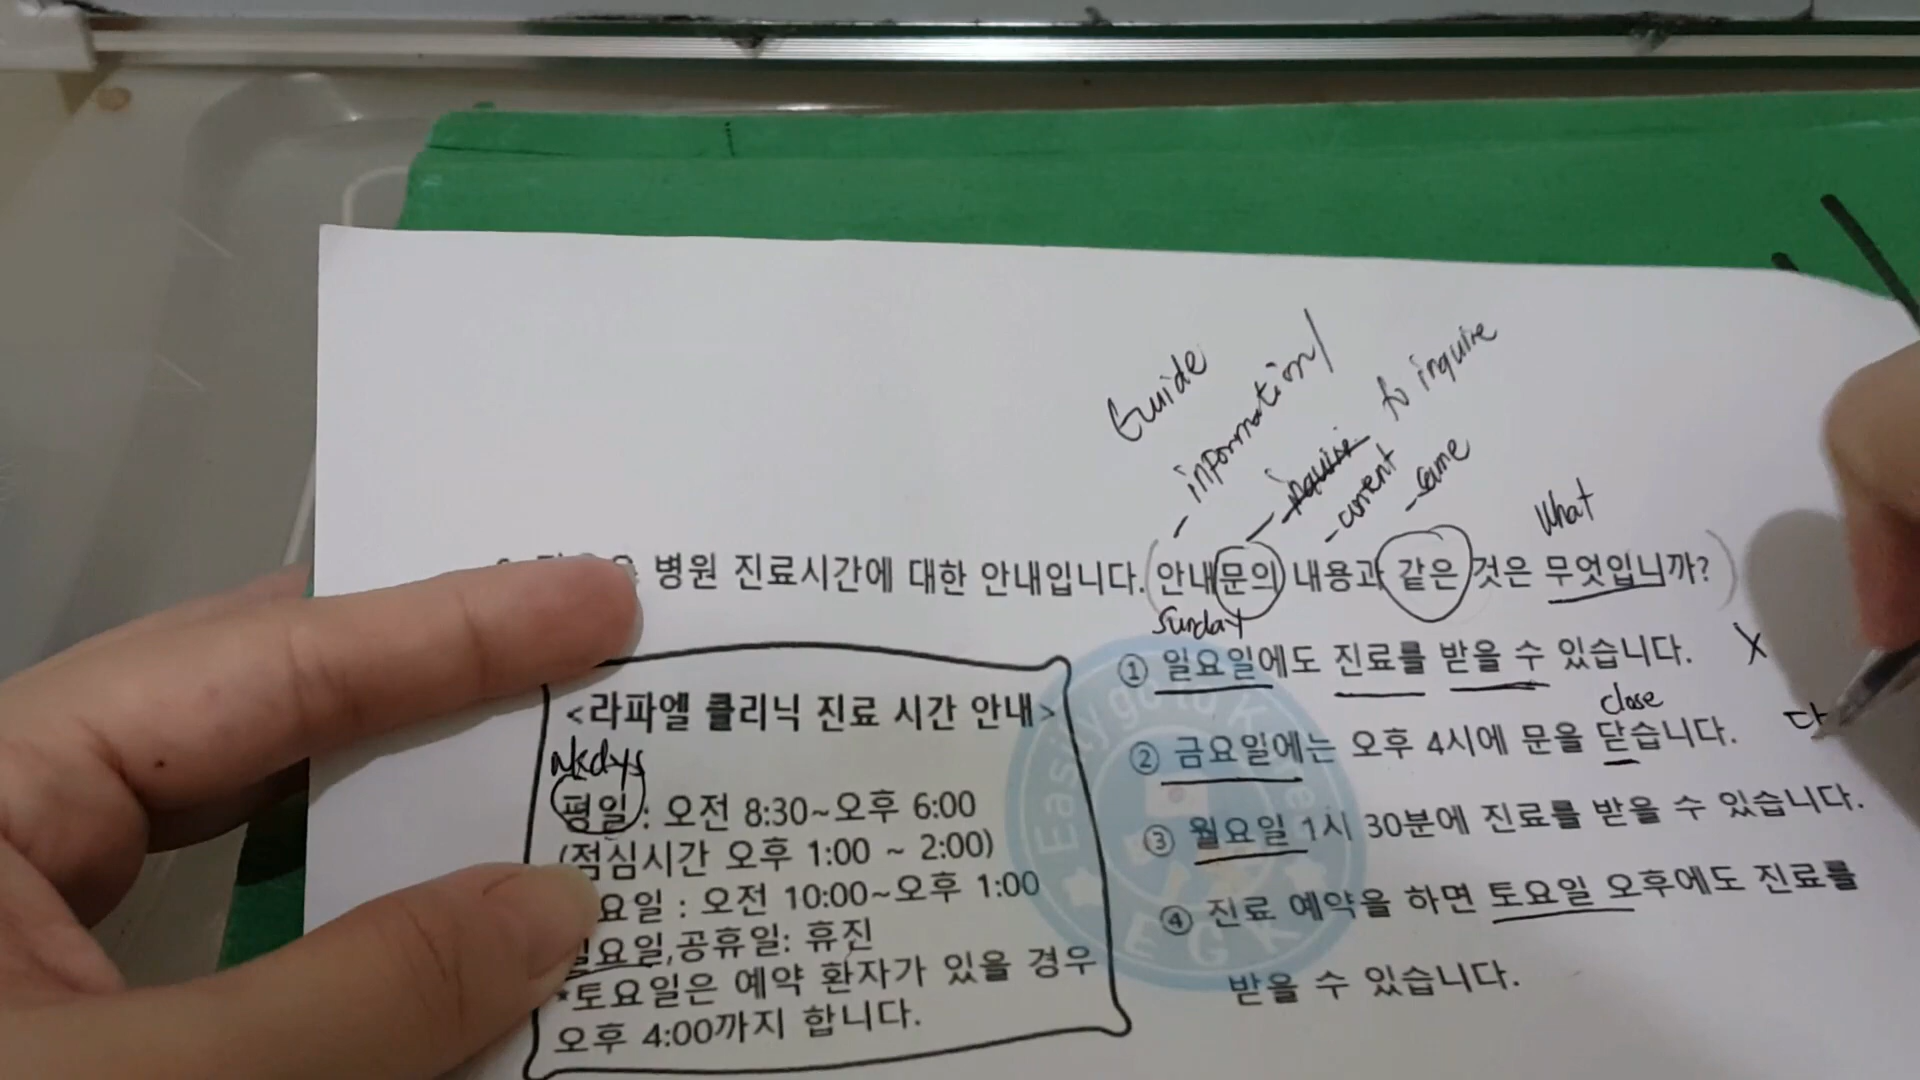 Guide
- information/
- inquire to inquire
- current
- same
What
병원 진료시간에 대한 안내입니다. (안내문의 내용과 같은 것은 무엇입니까?)
Sunday
① 일요일에도 진료를 받을 수 있습니다. X
close
② 금요일에는 오후 4시에 문을 닫습니다. 다
③ 월요일 1시 30분에 진료를 받을 수 있습니다.
④ 진료 예약을 하면 토요일 오후에도 진료를
받을 수 있습니다.
<라파엘 클리닉 진료 시간 안내>
wkdys
평일 : 오전 8:30~오후 6:00
(점심시간 오후 1:00 ~ 2:00)
요일 : 오전 10:00~오후 1:00
일요일,공휴일: 휴진
*토요일은 예약 환자가 있을 경우
오후 4:00까지 합니다.
Easily go to Korea
EGK